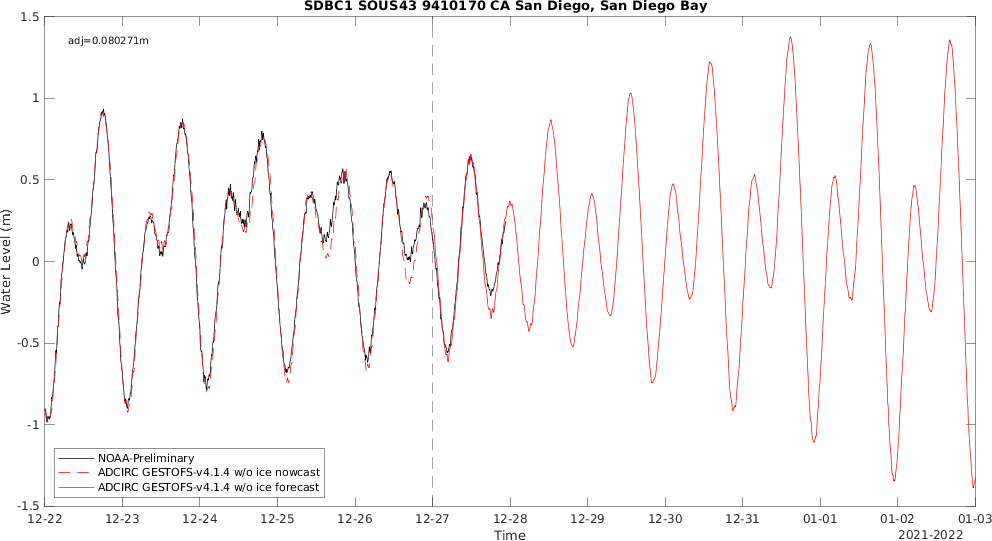 SDBC1 SOUS43 9410170 CA San Diego, San Diego Bay
adj=0.080271m
1.5
1
0.5
0
-0.5
-1
-1.5
Water Level (m)
NOAA-Preliminary
ADCIRC GESTOFS-v4.1.4 w/o ice nowcast
ADCIRC GESTOFS-v4.1.4 w/o ice forecast
12-22 12-23 12-24 12-25 12-26 12-27 12-28 12-29 12-30 12-31 01-01 01-02 01-03
Time
2021-2022